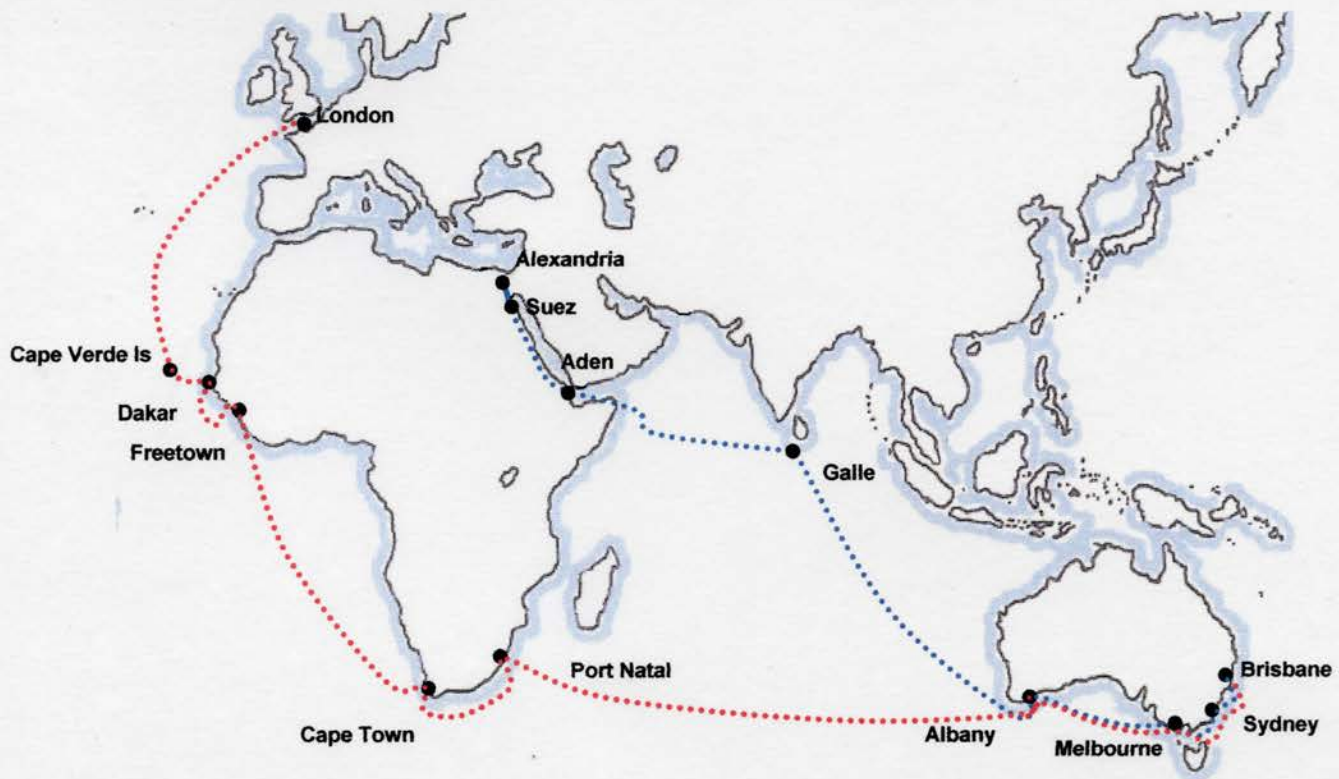 London
Alexandria
Suez
Cape Verde Is
Aden
Dakar
Freetown
Galle
Port Natal
Brisbane
Cape Town
Albany
Melbourne
Sydney